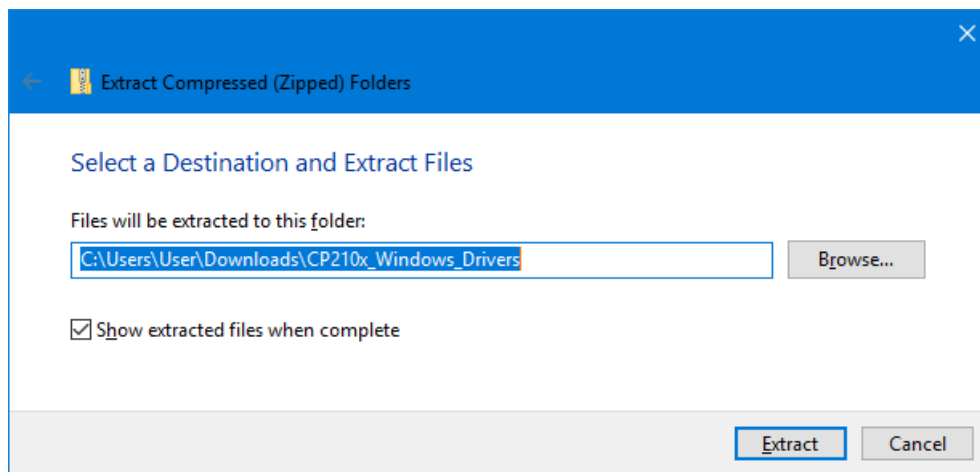 Extract Compressed (Zipped) Folders
Select a Destination and Extract Files
Files will be extracted to this folder:
C:\Users\User\Downloads\CP210x_Windows_Drivers
Browse...
Show extracted files when complete
Extract
Cancel